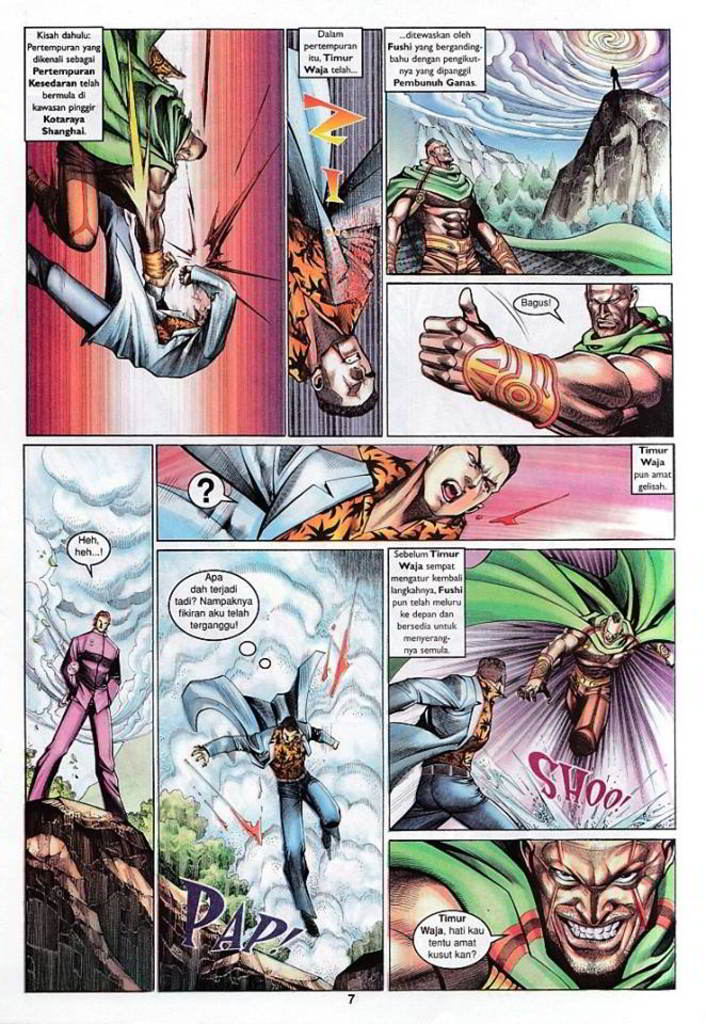 Kisah dahulu:
Pertempuran yang
dikenali sebagai
Pertempuran
Kesedaran telah
bermula di
kawasan pinggir
Kotaraya
Shanghai.
Dalam
pertempuran
itu, Timur
Waja telah...
...ditewaskan oleh
Fushi yang berganding-
bahu dengan pengikut-
nya yang dipanggil
Pembunuh Ganas.
Bagus!
Timur
Waja
pun amat
gelisah.
?
Heh,
heh...!
Apa
dah terjadi
tadi? Nampaknya
fikiran aku telah
terganggu!
PAP!
Sebelum Timur
Waja sempat
mengatur kembali
langkahnya, Fushi
pun telah meluru
ke depan dan
bersedia untuk
menyerang-
nya semula.
SHOO!
Timur
Waja, hati kau
tentu amat
kusut kan?
7